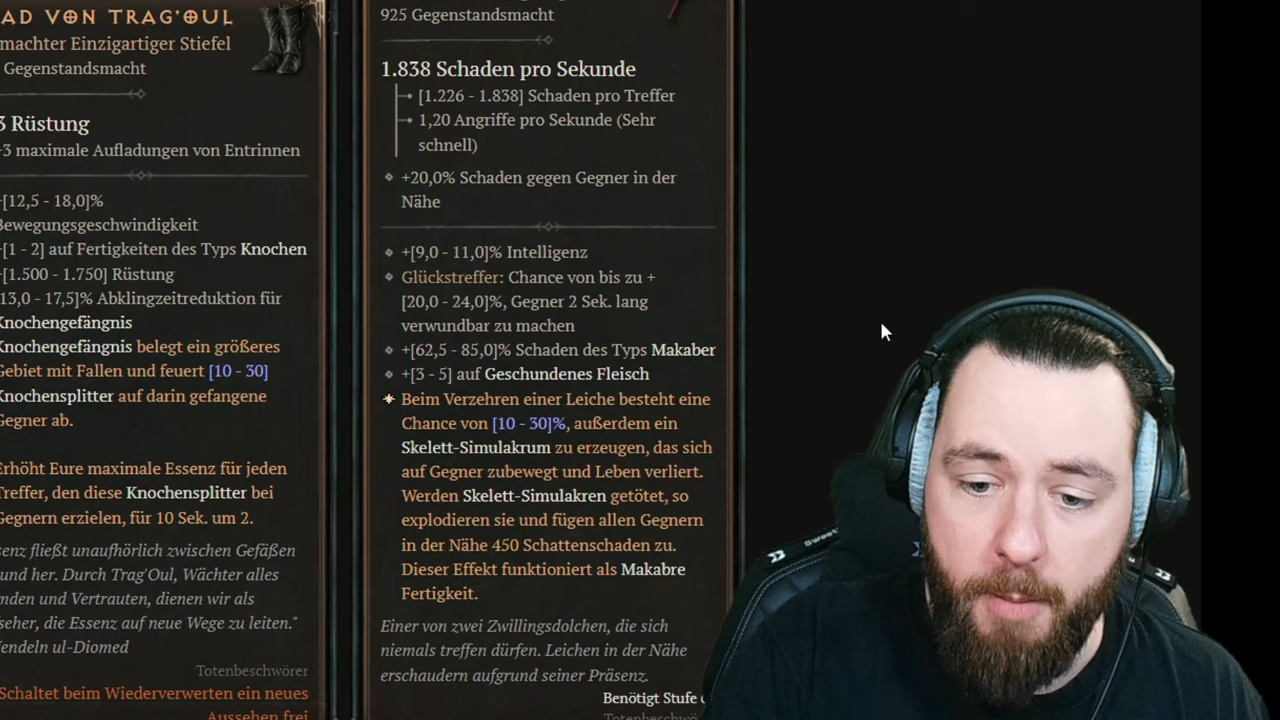 AD VON TRAG'OUL
machter Einzigartiger Stiefel
Gegenstandsmacht
3 Rüstung
3 maximale Aufladungen von Entrinnen
[12,5 - 18,0]%
Bewegungsgeschwindigkeit
[1 - 2] auf Fertigkeiten des Typs Knochen
[1.500 - 1.750] Rüstung
13,0 - 17,5]% Abklingzeitreduktion für
Knochengefängnis
Knochengefängnis belegt ein größeres
Gebiet mit Fallen und feuert [10 - 30]
Knochensplitter auf darin gefangene
Gegner ab.
Erhöht Eure maximale Essenz für jeden
Treffer, den diese Knochensplitter bei
Gegnern erzielen, für 10 Sek. um 2.
senz fließt unaufhörlich zwischen Gefäßen
und her. Durch Trag'Oul, Wächter alles
nden und Vertrauten, dienen wir als
seher, die Essenz auf neue Wege zu leiten."
endeln ul-Diomed
Totenbeschwörer
Schaltet beim Wiederverwerten ein neues
Aussehen frei
925 Gegenstandsmacht
1.838 Schaden pro Sekunde
[1.226 - 1.838] Schaden pro Treffer
1,20 Angriffe pro Sekunde (Sehr
schnell)
+20,0% Schaden gegen Gegner in der
Nähe
+[9,0 - 11,0]% Intelligenz
Glückstreffer: Chance von bis zu +
[20,0 - 24,0]%, Gegner 2 Sek. lang
verwundbar zu machen
+[62,5 - 85,0]% Schaden des Typs Makaber
+[3 - 5] auf Geschundenes Fleisch
Beim Verzehren einer Leiche besteht eine
Chance von [10 - 30]%, außerdem ein
Skelett-Simulakrum zu erzeugen, das sich
auf Gegner zubewegt und Leben verliert.
Werden Skelett-Simulakren getötet, so
explodieren sie und fügen allen Gegnern
in der Nähe 450 Schattenschaden zu.
Dieser Effekt funktioniert als Makabre
Fertigkeit.
Einer von zwei Zwillingsdolchen, die sich
niemals treffen dürfen. Leichen in der Nähe
erschaudern aufgrund seiner Präsenz.
Benötigt Stufe
Totenbeschwö